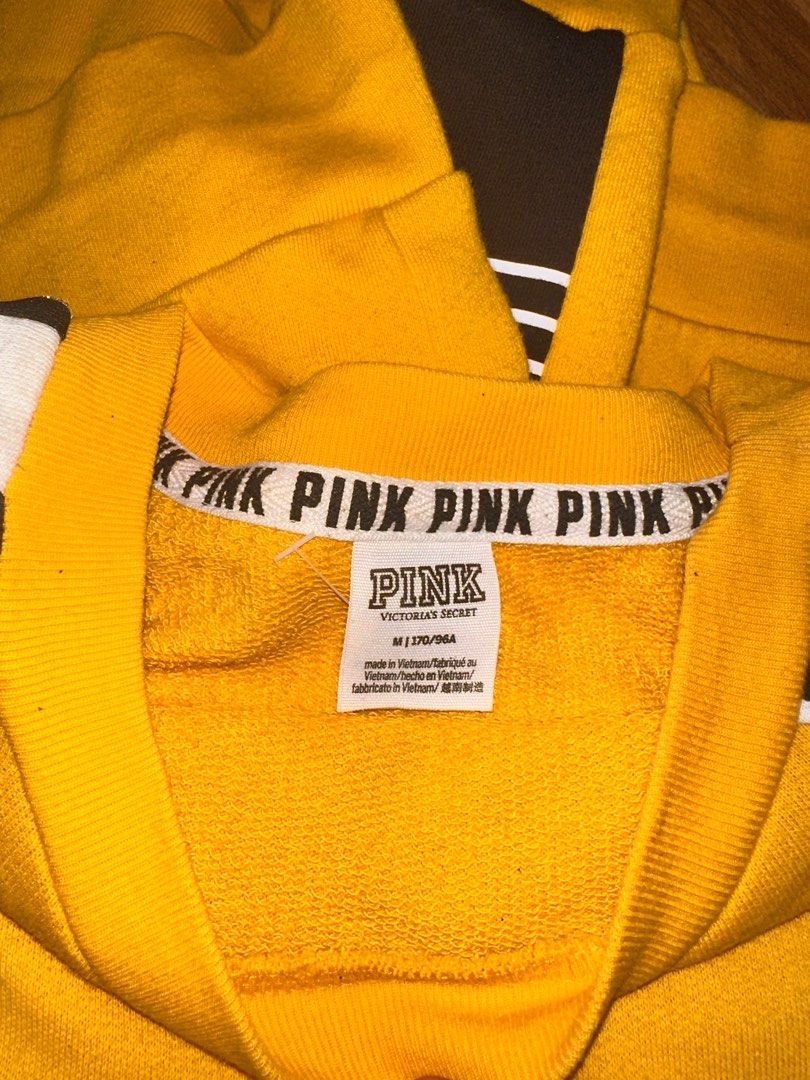 K PINK PINK PINK PINK PI
PINK
VICTORIA'S SECRET
M | 170/96A
made in Vietnam/fabriqué au
Vietnam/hecho en Vietnam/
fabbricato in Vietnam/ 越南制造